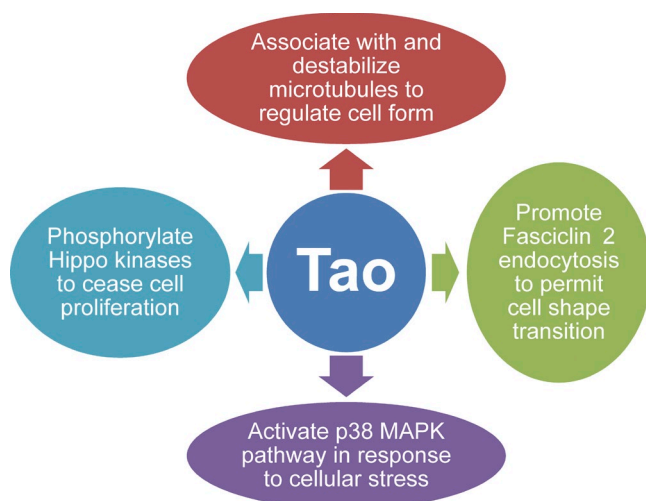 Associate with and
destabilize
microtubules to
regulate cell form
Phosphorylate
Hippo kinases
to cease cell
proliferation
Tao
Promote
Fasciclin 2
endocytosis
to permit
cell shape
transition
Activate p38 MAPK
pathway in response
to cellular stress